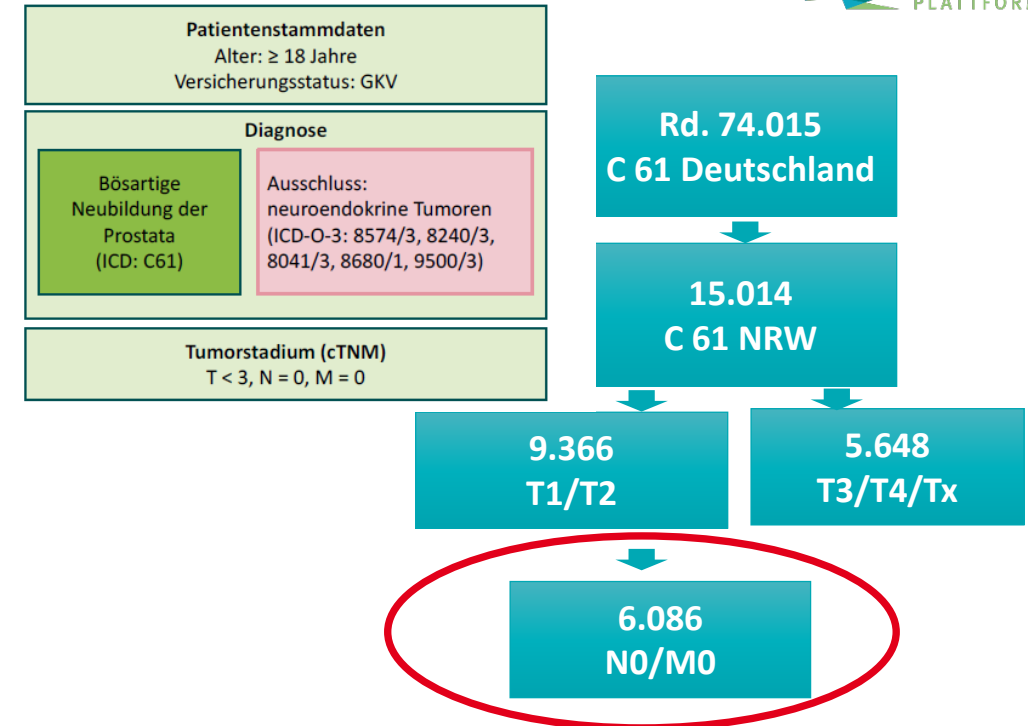 PLATTFORM
Patientenstammdaten
Alter: ≥ 18 Jahre
Versicherungsstatus: GKV
Diagnose
Bösartige
Neubildung der
Prostata
(ICD: C61)
Ausschluss:
neuroendokrine Tumoren
(ICD-O-3: 8574/3, 8240/3,
8041/3, 8680/1, 9500/3)
Tumorstadium (cTNM)
T < 3, N = 0, M = 0
Rd. 74.015
C 61 Deutschland
15.014
C 61 NRW
9.366
T1/T2
5.648
T3/T4/Tx
6.086
N0/M0